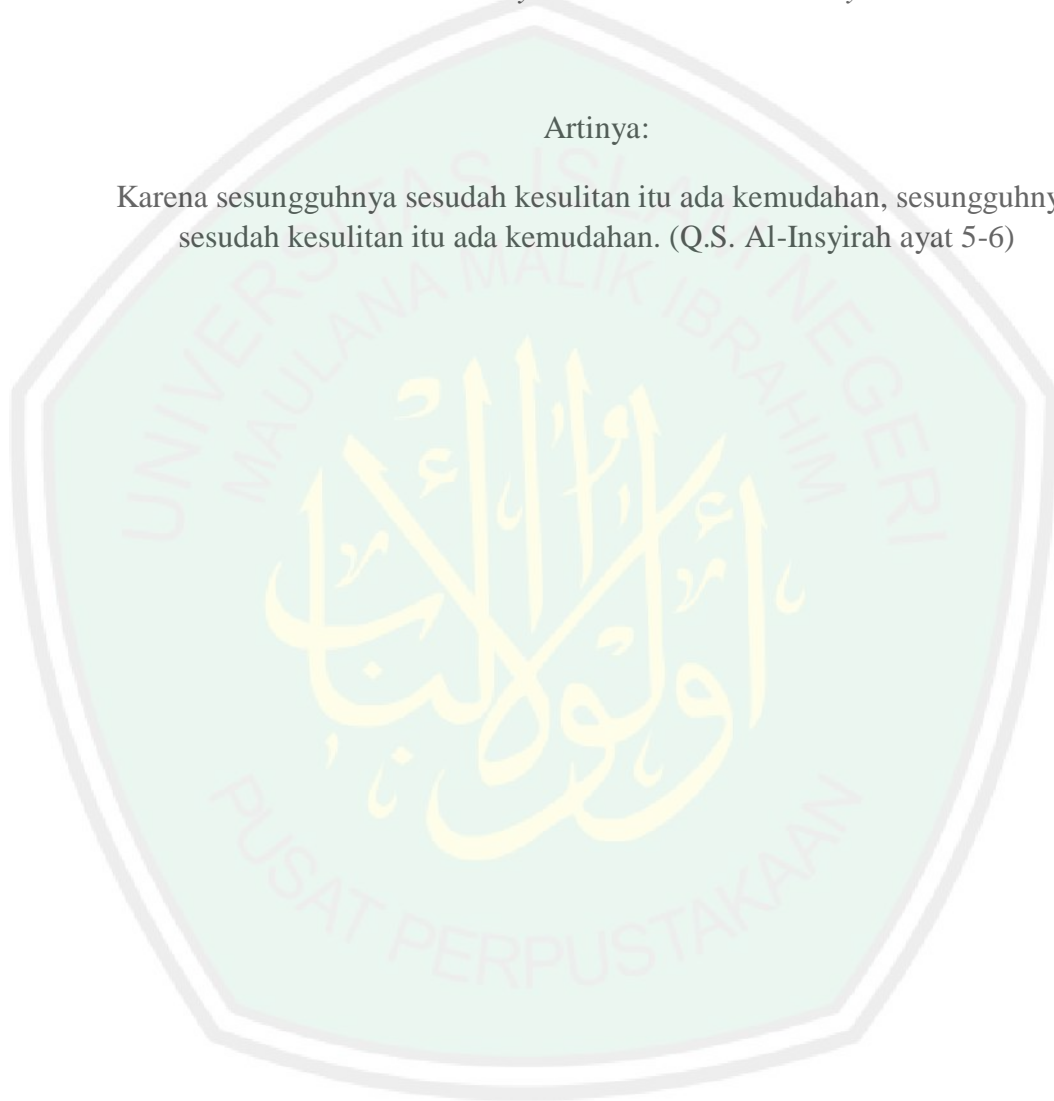 Artinya:
Karena sesungguhnya sesudah kesulitan itu ada kemudahan, sesungguhny
sesudah kesulitan itu ada kemudahan. (Q.S. Al-Insyirah ayat 5-6)
UNIVERSITAS ISLAM NEGERI
MAULANA MALIK IBRAHIM
أولوا الألباب
PUSAT PERPUSTAKAAN